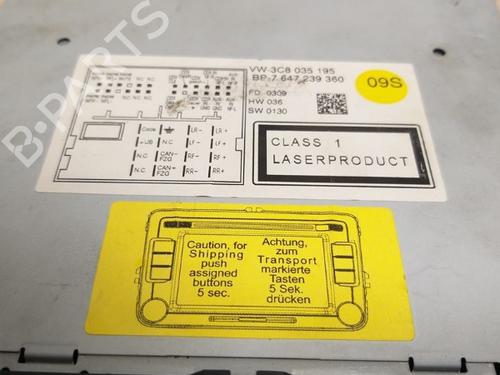 VW-3C8 035 195
BP 7 647 239 360
FD 0309
HW 036
SW 0130
09S
CLASS 1
LASERPRODUCT
Code LR- LR+
+UB N.C LF- LF+
N.C. CAN-FZG RF- RF+
N.C. CAN-FZG RR- RR+
Caution, for
Shipping
push
assigned
buttons
5 sec.
Achtung,
zum
Transport
markierte
Tasten
5 Sek.
drücken
B-PARTS